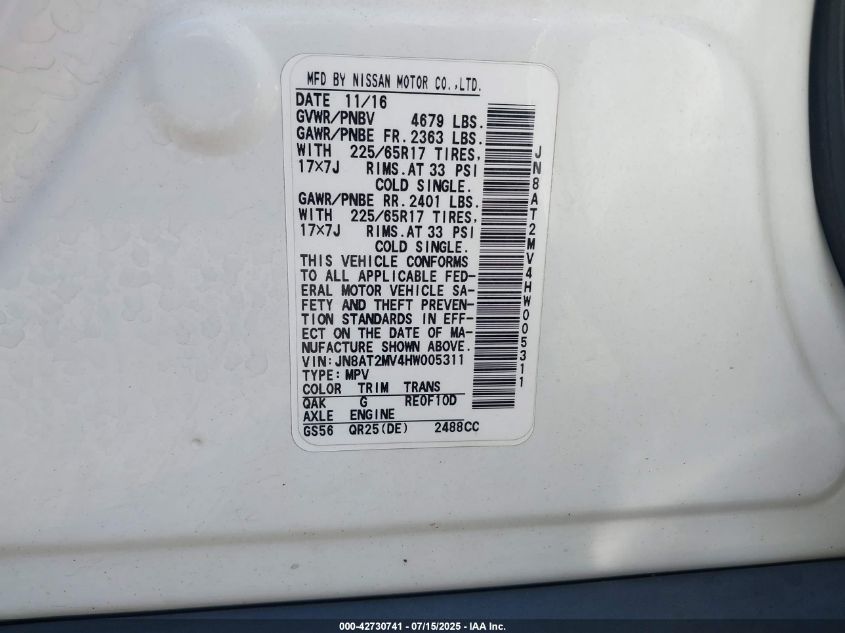 MFD BY NISSAN MOTOR CO.,LTD.
DATE 11/16
GVWR/PNBV 4679 LBS.
GAWR/PNBE FR. 2363 LBS.
WITH 225/65R17 TIRES,
17×7J RIMS.AT 33 PSI
COLD SINGLE.
GAWR/PNBE RR. 2401 LBS.
WITH 225/65R17 TIRES,
17×7J RIMS.AT 33 PSI
COLD SINGLE.
THIS VEHICLE CONFORMS
TO ALL APPLICABLE FED-
ERAL MOTOR VEHICLE SA-
FETY AND THEFT PREVEN-
TION STANDARDS IN EFF-
ECT ON THE DATE OF MA-
NUFACTURE SHOWN ABOVE.
VIN:JN8AT2MV4HW005311
TYPE:MPV
COLOR TRIM TRANS
QAK G RE0F10D
AXLE ENGINE
GS56 QR25(DE) 2488CC
JN8AT2MV4HW005311
000-42730741 - 07/15/2025 - IAA Inc.